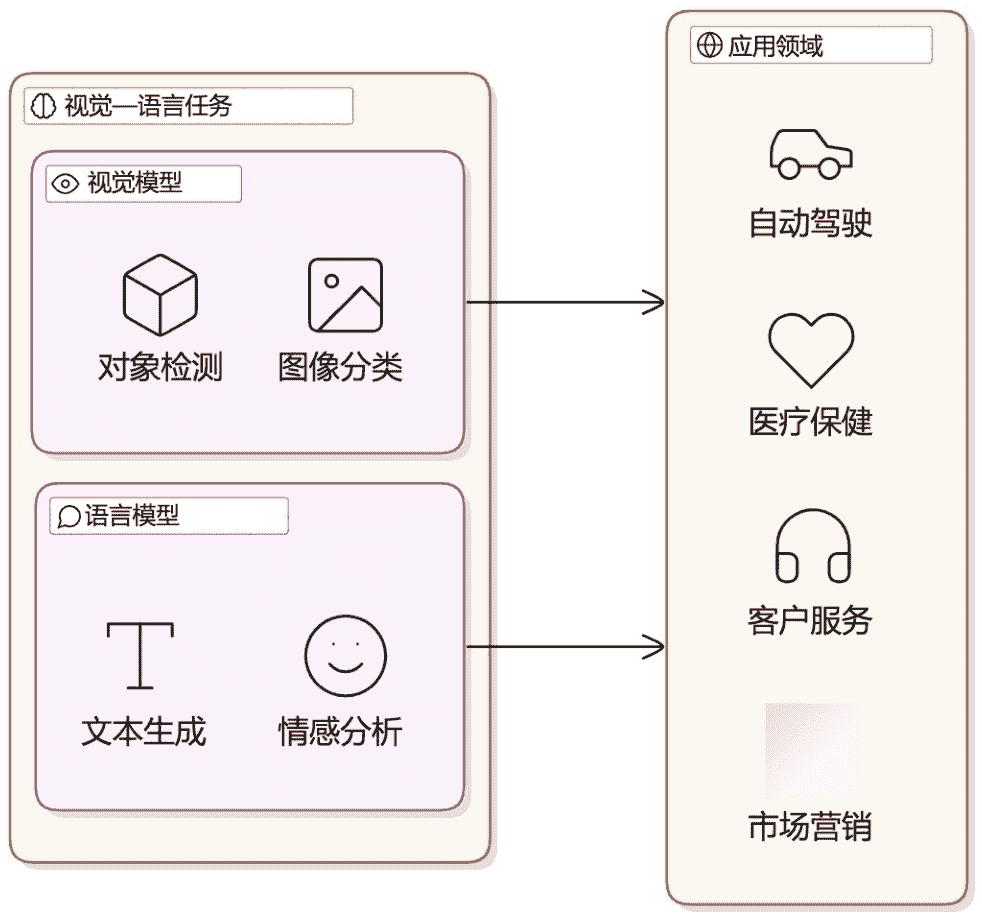 视觉—语言任务
视觉模型
对象检测
图像分类
语言模型
文本生成
情感分析
应用领域
自动驾驶
医疗保健
客户服务
市场营销